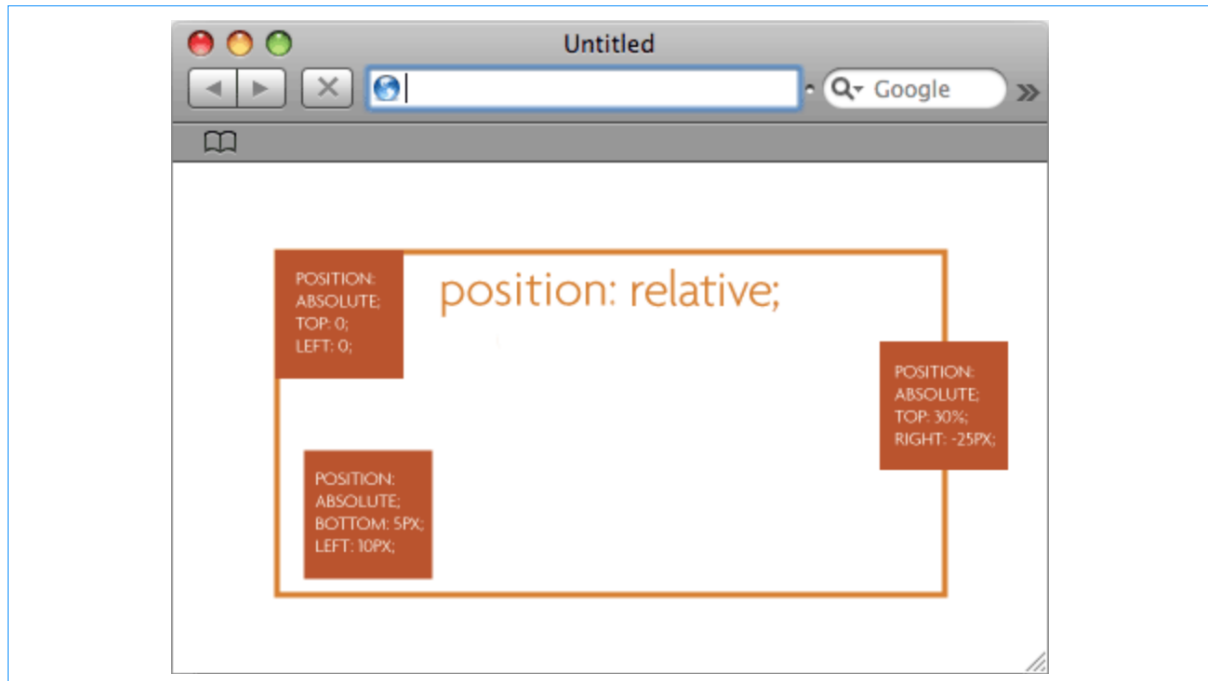 Untitled
Google
position: relative;
POSITION:
ABSOLUTE;
TOP: 0;
LEFT: 0;
POSITION:
ABSOLUTE;
TOP: 30%;
RIGHT: -25PX;
POSITION:
ABSOLUTE;
BOTTOM: 5PX;
LEFT: 10PX;